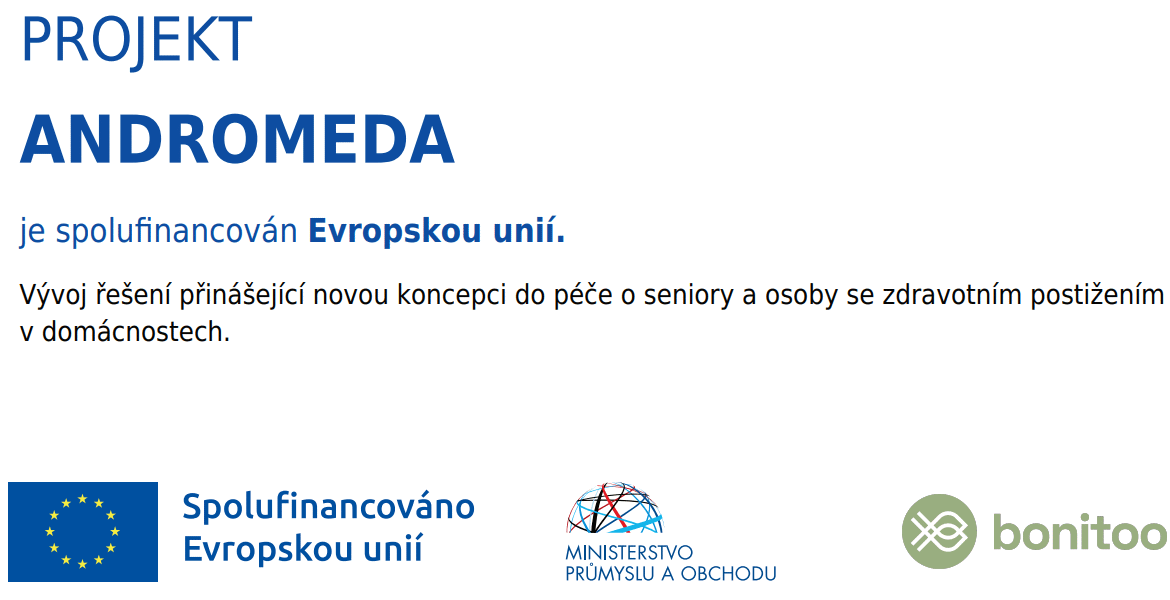 PROJEKT
ANDROMEDA
je spolufinancován Evropskou unií.
Vývoj řešení přinášející novou koncepci do péče o seniory a osoby se zdravotním postižením
v domácnostech.
Spolufinancováno
Evropskou unií
MINISTERSTVO
PRŮMYSLU A OBCHODU
bonitoo